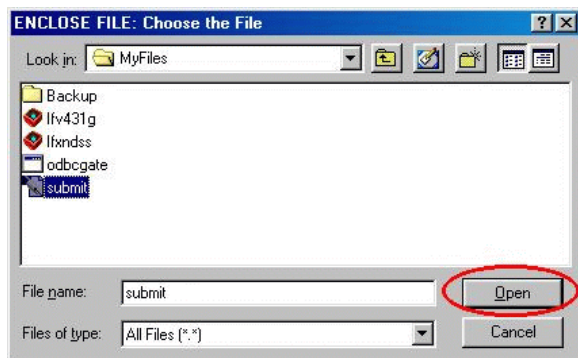 ENCLOSE FILE: Choose the File
Look in: MyFiles
Backup
lfv431g
lfxndss
odbcgate
submit
File name: submit Open
Files of type: All Files (*.*) Cancel